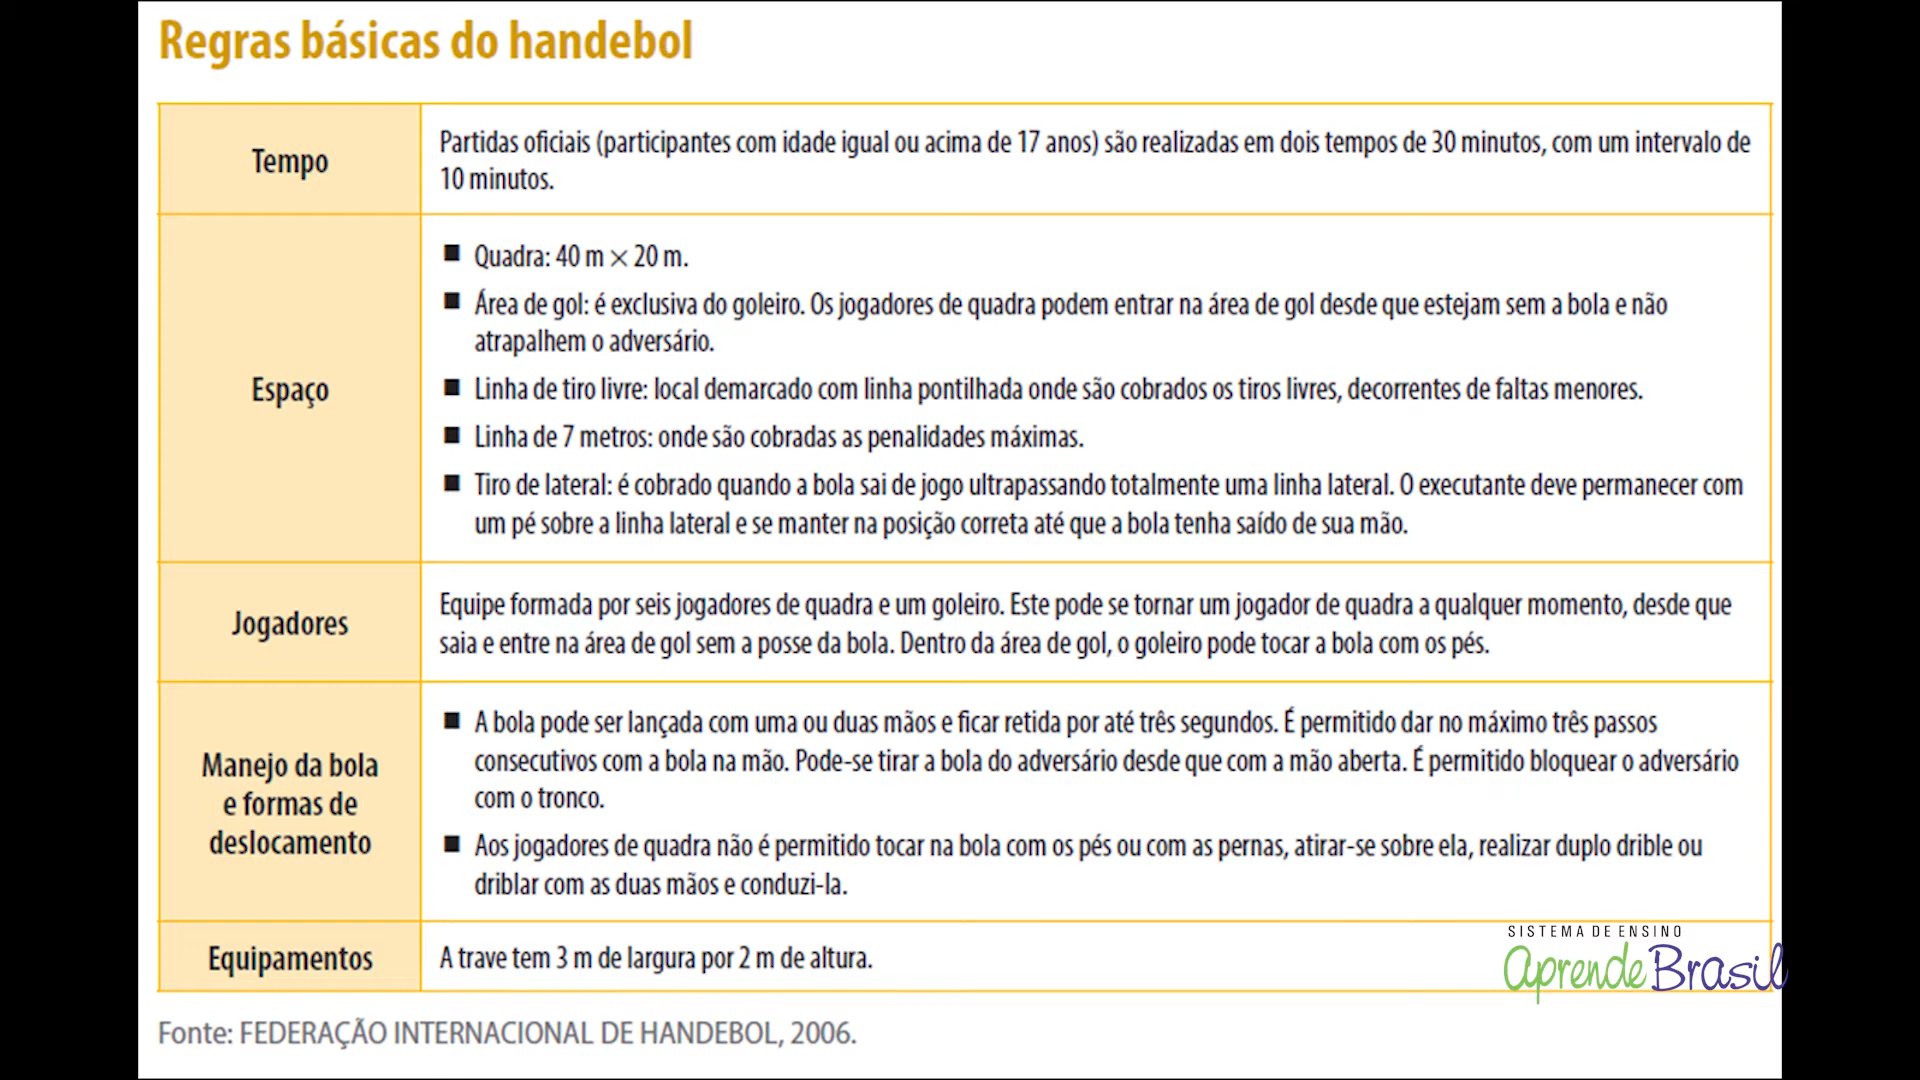 Regras básicas do handebol
Tempo
Partidas oficiais (participantes com idade igual ou acima de 17 anos) são realizadas em dois tempos de 30 minutos, com um intervalo de
10 minutos.
Espaço
■ Quadra: 40 m × 20 m.
■ Área de gol: é exclusiva do goleiro. Os jogadores de quadra podem entrar na área de gol desde que estejam sem a bola e não
atrapalhem o adversário.
■ Linha de tiro livre: local demarcado com linha pontilhada onde são cobrados os tiros livres, decorrentes de faltas menores.
■ Linha de 7 metros: onde são cobradas as penalidades máximas.
■ Tiro de lateral: é cobrado quando a bola sai de jogo ultrapassando totalmente uma linha lateral. O executante deve permanecer com
um pé sobre a linha lateral e se manter na posição correta até que a bola tenha saído de sua mão.
Jogadores
Equipe formada por seis jogadores de quadra e um goleiro. Este pode se tornar um jogador de quadra a qualquer momento, desde que
saia e entre na área de gol sem a posse da bola. Dentro da área de gol, o goleiro pode tocar a bola com os pés.
Manejo da bola
e formas de
deslocamento
■ A bola pode ser lançada com uma ou duas mãos e ficar retida por até três segundos. É permitido dar no máximo três passos
consecutivos com a bola na mão. Pode-se tirar a bola do adversário desde que com a mão aberta. É permitido bloquear o adversário
com o tronco.
■ Aos jogadores de quadra não é permitido tocar na bola com os pés ou com as pernas, atirar-se sobre ela, realizar duplo drible ou
driblar com as duas mãos e conduzi-la.
Equipamentos
A trave tem 3 m de largura por 2 m de altura.
SISTEMA DE ENSINO
aprende Brasil
Fonte: FEDERAÇÃO INTERNACIONAL DE HANDEBOL, 2006.